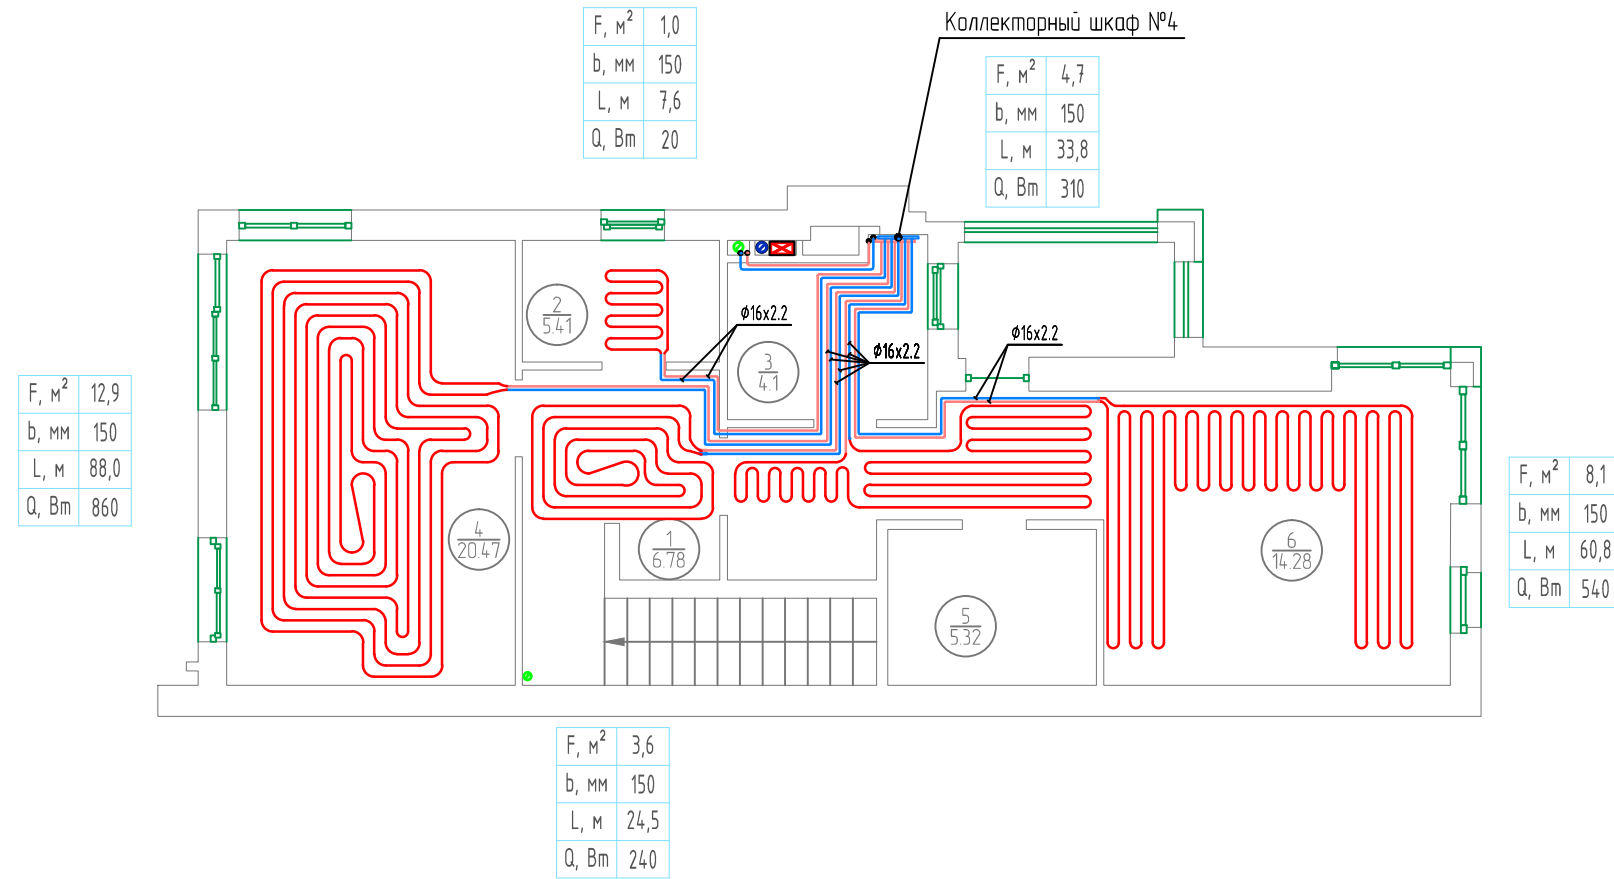 F, м² 1,0
b, мм 150
L, м 7,6
Q, Вт 20
Коллекторный шкаф №4
F, м² 4,7
b, мм 150
L, м 33,8
Q, Вт 310
2
5.41
ϕ16x2.2
3
4.1
ϕ16x2.2
ϕ16x2.2
F, м² 12,9
b, мм 150
L, м 88,0
Q, Вт 860
4
20.47
1
6.78
5
5.32
6
14.28
F, м² 8,1
b, мм 150
L, м 60,8
Q, Вт 540
F, м² 3,6
b, мм 150
L, м 24,5
Q, Вт 240